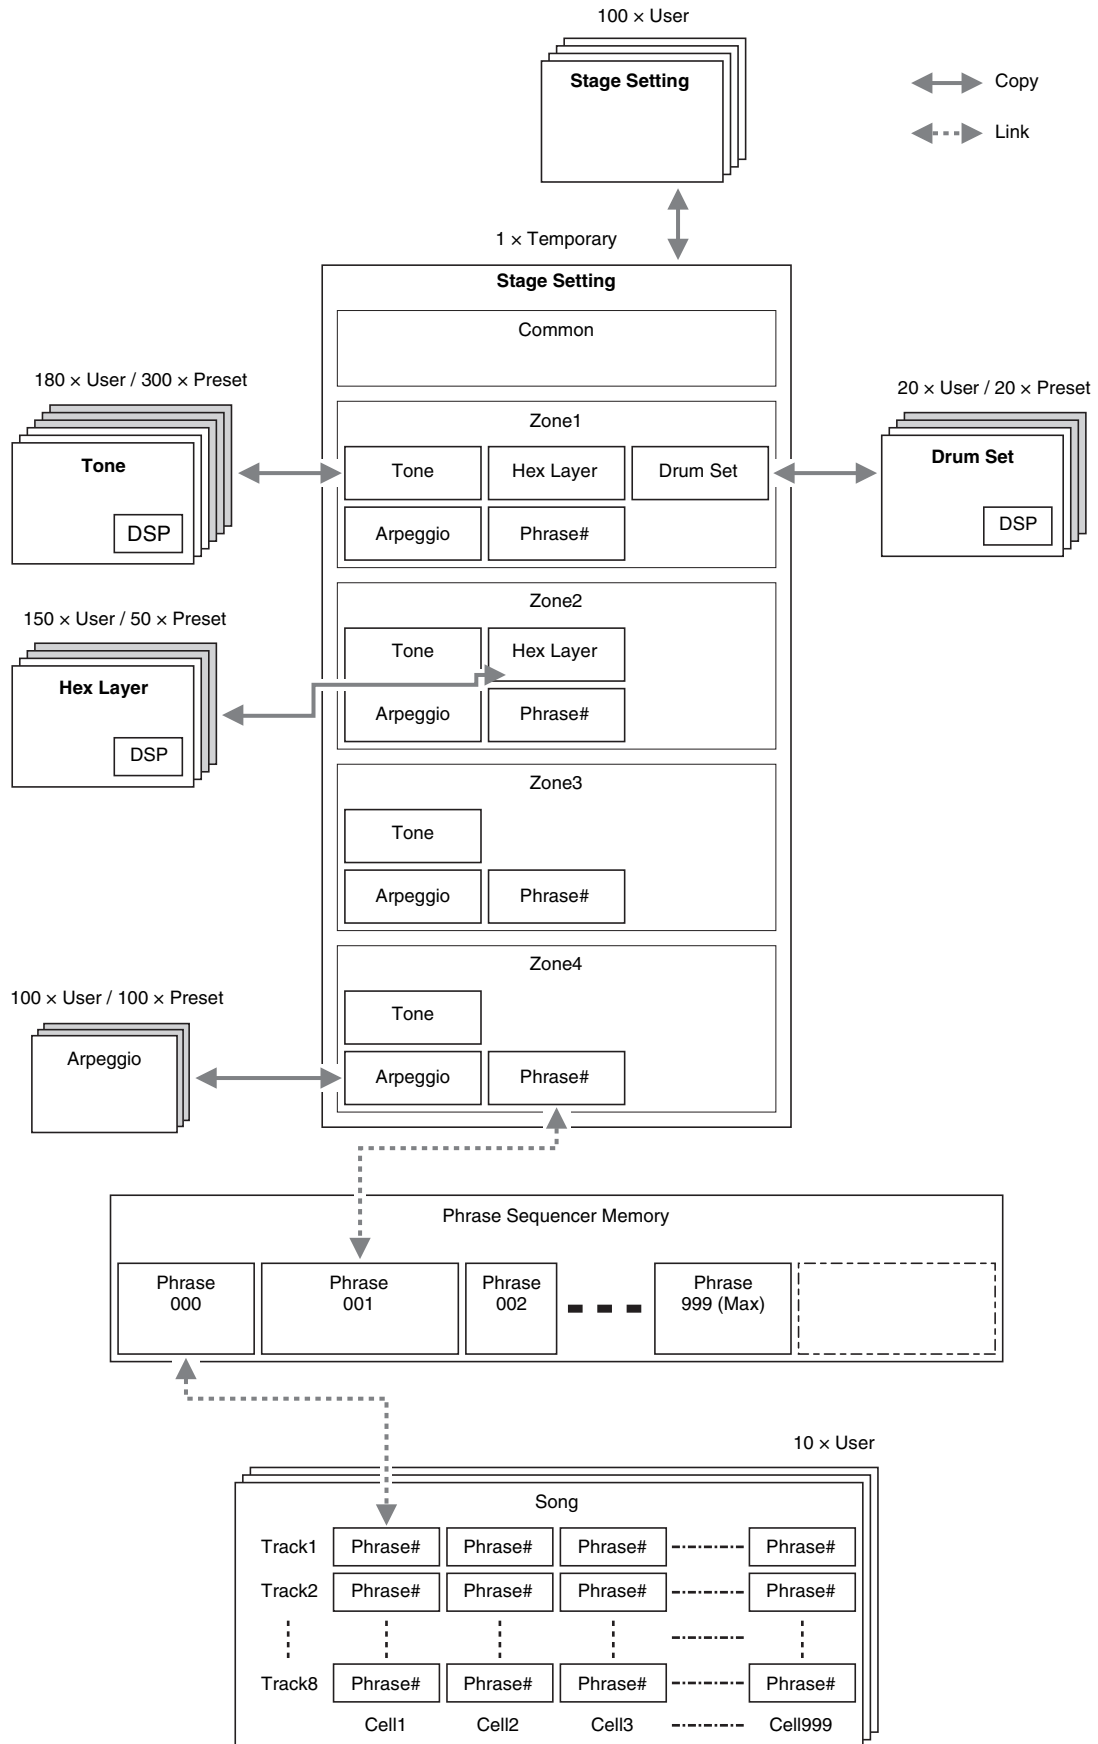 100 × User
Stage Setting
Copy
Link
1 × Temporary
Stage Setting
Common
180 × User / 300 × Preset
Tone
DSP
20 × User / 20 × Preset
Drum Set
DSP
Zone1
Tone
Hex Layer
Drum Set
Arpeggio
Phrase#
150 × User / 50 × Preset
Hex Layer
DSP
Zone2
Tone
Hex Layer
Arpeggio
Phrase#
Zone3
Tone
Arpeggio
Phrase#
100 × User / 100 × Preset
Arpeggio
Zone4
Tone
Arpeggio
Phrase#
Phrase Sequencer Memory
Phrase
000
Phrase
001
Phrase
002
Phrase
999 (Max)
10 × User
Song
Track1 Phrase# Phrase# Phrase# Phrase#
Track2 Phrase# Phrase# Phrase# Phrase#
Track8 Phrase# Phrase# Phrase# Phrase#
Cell1 Cell2 Cell3 Cell999